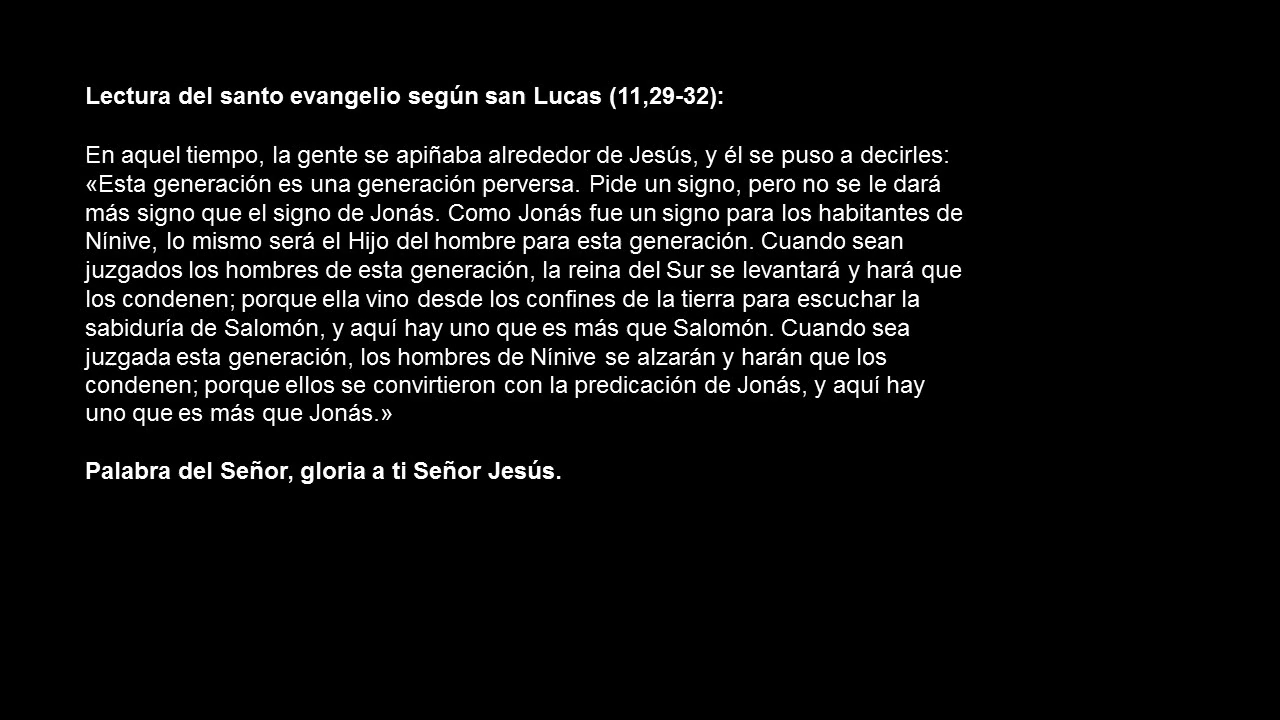 Lectura del santo evangelio según san Lucas (11,29-32):
En aquel tiempo, la gente se apiñaba alrededor de Jesús, y él se puso a decirles:
«Esta generación es una generación perversa. Pide un signo, pero no se le dará
más signo que el signo de Jonás. Como Jonás fue un signo para los habitantes de
Nínive, lo mismo será el Hijo del hombre para esta generación. Cuando sean
juzgados los hombres de esta generación, la reina del Sur se levantará y hará que
los condenen; porque ella vino desde los confines de la tierra para escuchar la
sabiduría de Salomón, y aquí hay uno que es más que Salomón. Cuando sea
juzgada esta generación, los hombres de Nínive se alzarán y harán que los
condenen; porque ellos se convirtieron con la predicación de Jonás, y aquí hay
uno que es más que Jonás.»
Palabra del Señor, gloria a ti Señor Jesús.